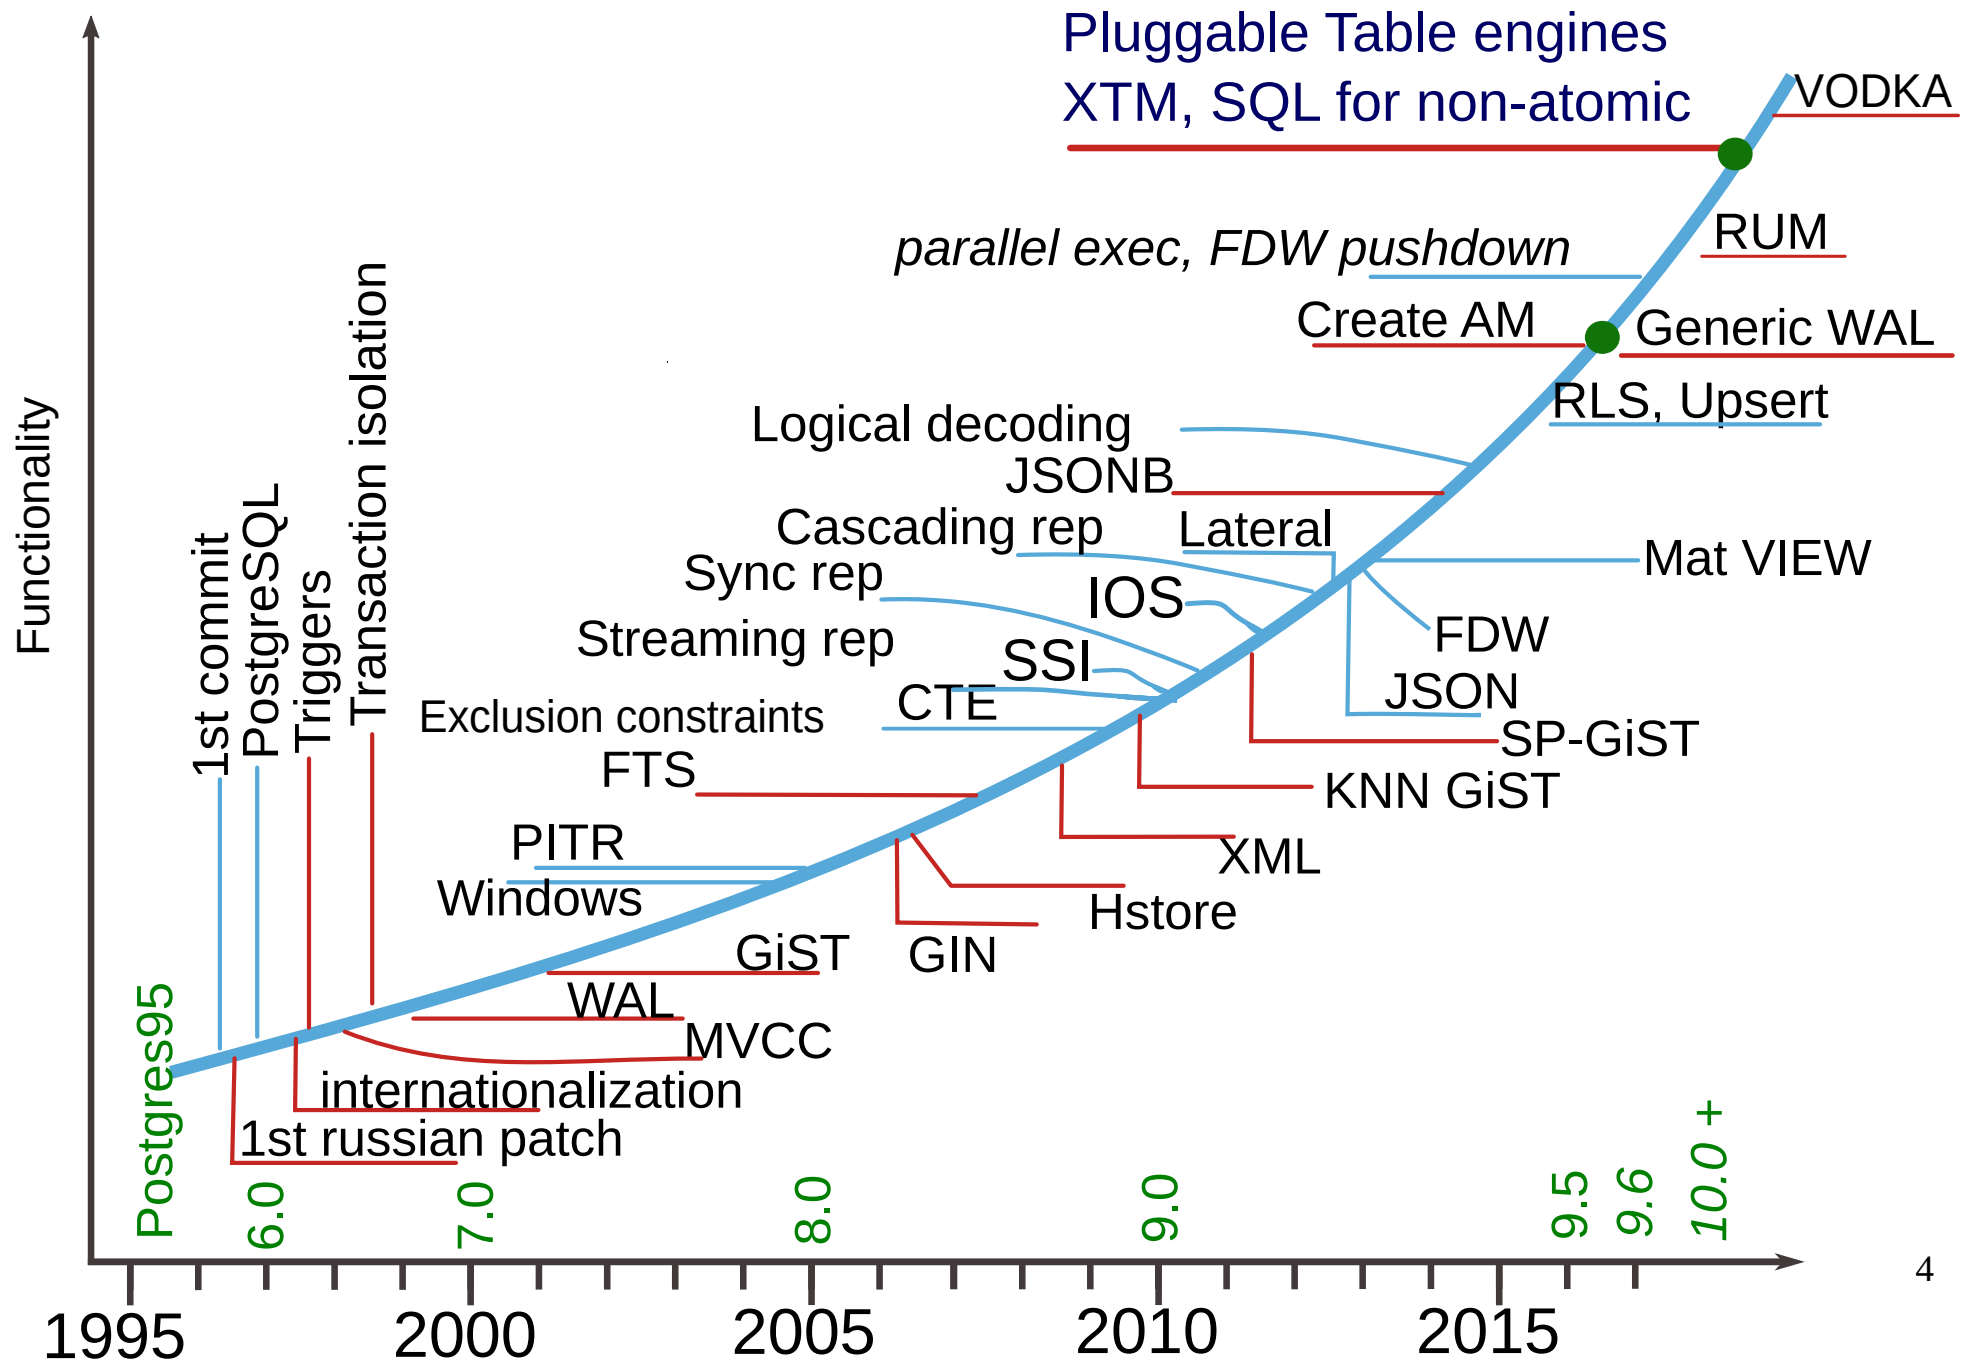 Pluggable Table engines
XTM, SQL for non-atomic
VODKA
RUM
parallel exec, FDW pushdown
Create AM
Generic WAL
RLS, Upsert
Logical decoding
JSONB
Cascading rep
Lateral
Sync rep
IOS
Mat VIEW
Streaming rep
FDW
SSI
JSON
CTE
Exclusion constraints
SP-GiST
FTS
KNN GiST
PITR
XML
Windows
Hstore
GiST
GIN
WAL
MVCC
internationalization
1st russian patch
Functionality
1st commit
PostgreSQL
Triggers
Transaction isolation
Postgres95
6.0
7.0
8.0
9.0
9.5
9.6
10.0 +
4
1995
2000
2005
2010
2015